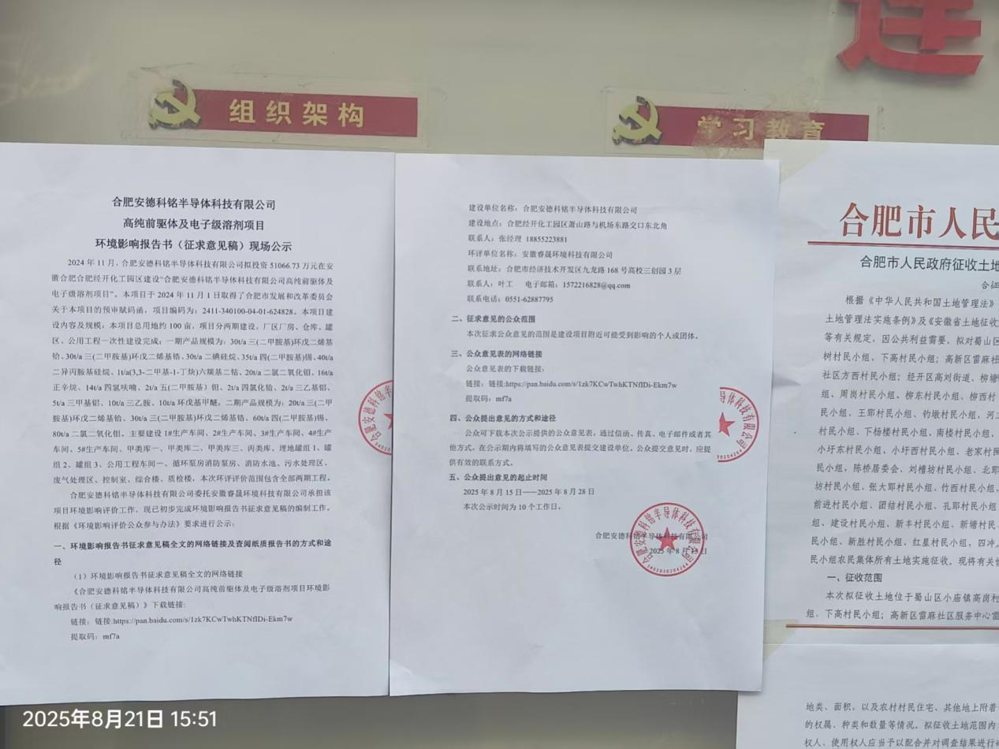 连
组织架构
学习教育
合肥安德科铭半导体科技有限公司
高纯前驱体及电子级溶剂项目
环境影响报告书（征求意见稿）现场公示
2024 年 11 月，合肥安德科铭半导体科技有限公司拟投资 51066.73 万元在安
徽合肥合肥经开化工园区建设“合肥安德科铭半导体科技有限公司高纯前驱体及
电子级溶剂项目”。本项目于 2024 年 11 月 1 日取得了合肥市发展和改革委员会
关于本项目的预审赋码函，项目编码为：2411-340100-04-01-624828。本项目建
设内容及规模：本项目总用地约 100 亩，项目分两期建设，厂区厂房、仓库、罐
区、公用工程一次性建设完成；一期产品规模为：30t/a 三(二甲胺基)环戊二烯基
铪、30t/a 三(二甲胺基)环戊二烯基锆、30t/a 二碘硅烷、35t/a 四(二甲胺基)锡、40t/a
二异丙胺基硅烷、1t/a(3,3-二甲基-1-丁炔)六羰基二钴、20t/a 二氯二氧化钼、16t/a
正辛烷、14t/a 四氢呋喃、2t/a 五(二甲胺基）钽、2t/a 四氯化铪、2t/a 三乙基铝、
5t/a 三甲基铝、10t/a 三乙胺、10t/a 环戊基甲醚。二期产品规模为：20t/a 三(二甲
胺基)环戊二烯基铪、30t/a 三(二甲胺基)环戊二烯基锆、60t/a 四(二甲胺基)锡、
80t/a 二氯二氧化钼。主要建设 1#生产车间、2#生产车间、3#生产车间、4#生产车
间、5#生产车间、甲类库一、甲类库二、甲类库三、丙类库、埋地罐组 1、罐
组 2、罐组 3、公用工程车间一、循环泵房消防泵房、消防水池、污水处理区、
废气处理区、控制室、综合楼、质检楼，本次环评评价范围包含全部两期工程。
合肥安德科铭半导体科技有限公司委托安徽睿晟环境科技有限公司承担该
项目环境影响评价工作，现已初步完成环境影响报告书征求意见稿的编制工作。
根据《环境影响评价公众参与办法》要求进行公示：
一、环境影响报告书征求意见稿全文的网络链接及查阅纸质报告书的方式和途
径
（1）环境影响报告书征求意见稿全文的网络链接
《合肥安德科铭半导体科技有限公司高纯前驱体及电子级溶剂项目环境影
响报告书（征求意见稿）》下载链接：
链接：链接:https://pan.baidu.com/s/1zk7KCwTwhKTNfIDi-Ekm7w
提取码：mf7a
建设单位名称：合肥安德科铭半导体科技有限公司
建设地点：合肥经开化工园区萧山路与机场东路交口东北角
联系人：张经理 18855223881
环评单位名称：安徽睿晟环境科技有限公司
联系地址：合肥市经济技术开发区九龙路 168 号高校三创园 3 层
联系人：叶工 电子邮箱：1572216828@qq.com
联系电话：0551-62887795
二、征求意见的公众范围
本次征求公众意见的范围是建设项目附近可能受到影响的个人或团体。
三、公众意见表的网络链接
公众意见表的下载链接：
链接：链接:https://pan.baidu.com/s/1zk7KCwTwhKTNfIDi-Ekm7w
提取码：mf7a
四、公众提出意见的方式和途径
公众可下载本次公示提供的公众意见表，通过信函、传真、电子邮件或者其
他方式，在公示期内将填写的公众意见表提交建设单位。公众提交意见时，应提
供有效的联系方式。
五、公众提出意见的起止时间
2025 年 8 月 15 日——2025 年 8 月 28 日
本次公示时间为 10 个工作日。
合肥安德科铭半导体科技有限公司
2025 年 8 月 15 日
合肥市人民
合肥市人民政府征收土地
合征
根据《中华人民共和国土地管理法》
土地管理法实施条例》及《安徽省土地征收
等有关规定，因公共利益需要，拟对蜀山区
树村民小组、下高村民小组；高新区雷麻社
社区方西村民小组；经开区高刘街道、柳塘
组、周岗村民小组、柳东村民小组、柳西村
民小组、王郢村民小组、钓墩村民小组，河
村民小组、下杨楼村民小组、南楼村民小组，
小圩东村民小组、小圩西村民小组、老家村
民小组，陈桥居委会、刘槽坊村民小组、北郢
坊村民小组、张大郢村民小组、竹西村民小组、
前进村民小组、团结村民小组、孔郢村民小组
组、建设村民小组、新丰村民小组、新塘村民
民小组、新胜村民小组、红星村民小组，四冲
民小组农民集体所有土地实施征收。现将有关
一、征收范围
本次拟征收土地位于蜀山区小庙镇高岗村
组、下高村民小组；高新区雷麻社区服务中心雷
地类、面积，以及农村村民住宅、其他地上附着
的权属、种类和数量等情况。拟征收土地范围内
权人、使用权人应当予以配合并对调查结果进行
2025年8月21日 15:51